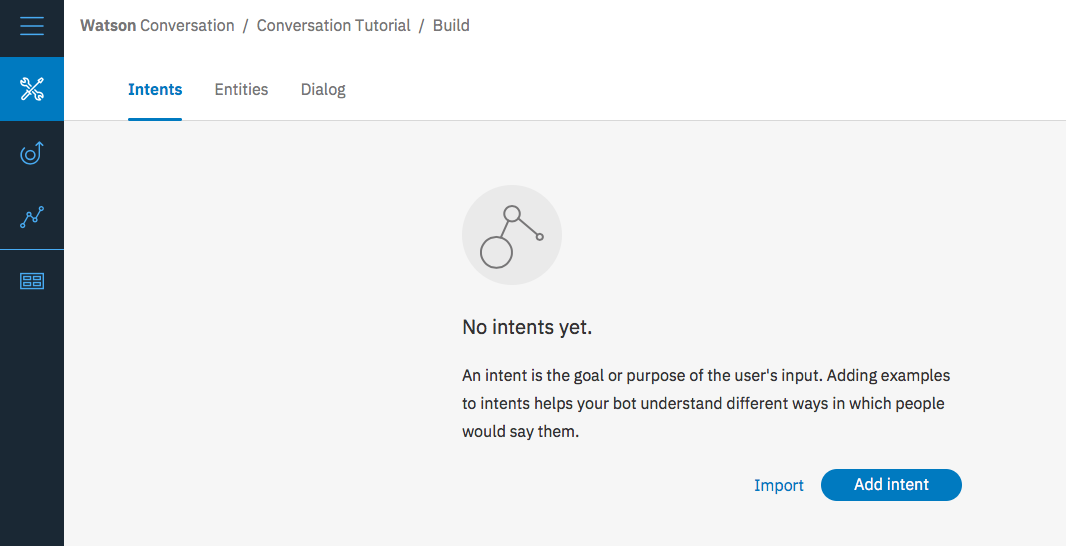 Watson Conversation / Conversation Tutorial / Build
Intents Entities Dialog
No intents yet.
An intent is the goal or purpose of the user's input. Adding examples
to intents helps your bot understand different ways in which people
would say them.
Import Add intent